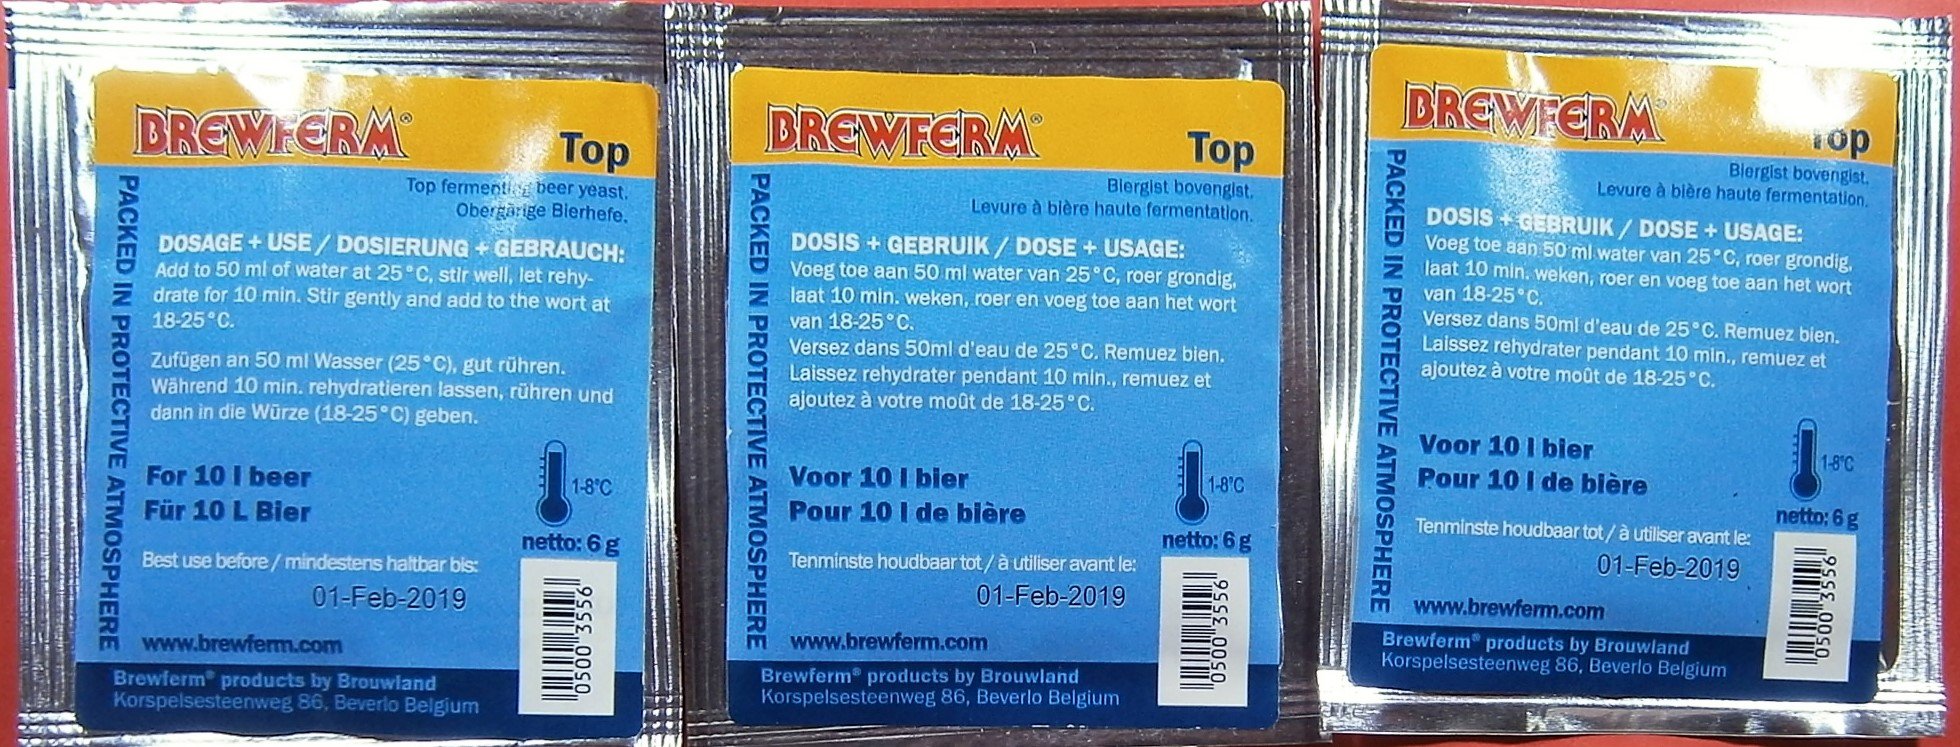 BREWFERM®
Top
Top fermenting beer yeast.
Obergärige Bierhefe.
PACKED IN PROTECTIVE ATMOSPHERE
DOSAGE + USE / DOSIERUNG + GEBRAUCH:
Add to 50 ml of water at 25°C, stir well, let rehy-
drate for 10 min. Stir gently and add to the wort at
18-25°C.
Zufügen an 50 ml Wasser (25°C), gut rühren.
Während 10 min. rehydratieren lassen, rühren und
dann in die Würze (18-25°C) geben.
For 10 l beer
Für 10 L Bier
1-8°C
netto: 6 g
Best use before / mindestens haltbar bis:
01-Feb-2019
0500 3556
www.brewferm.com
Brewferm® products by Brouwland
Korspelsesteenweg 86, Beverlo Belgium
BREWFERM®
Top
Biergist bovengist.
Levure à bière haute fermentation.
PACKED IN PROTECTIVE ATMOSPHERE
DOSIS + GEBRUIK / DOSE + USAGE:
Voeg toe aan 50 ml water van 25°C, roer grondig,
laat 10 min. weken, roer en voeg toe aan het wort
van 18-25°C.
Versez dans 50ml d'eau de 25°C. Remuez bien.
Laissez rehydrater pendant 10 min., remuez et
ajoutez à votre moût de 18-25°C.
Voor 10 l bier
Pour 10 l de bière
1-8°C
netto: 6 g
Tenminste houdbaar tot / à utiliser avant le:
01-Feb-2019
0500 3556
www.brewferm.com
Brewferm® products by Brouwland
Korspelsesteenweg 86, Beverlo Belgium
BREWFERM®
Top
Biergist bovengist.
Levure à bière haute fermentation.
PACKED IN PROTECTIVE ATMOSPHERE
DOSIS + GEBRUIK / DOSE + USAGE:
Voeg toe aan 50 ml water van 25°C, roer grondig,
laat 10 min. weken, roer en voeg toe aan het wort
van 18-25°C.
Versez dans 50ml d'eau de 25°C. Remuez bien.
Laissez rehydrater pendant 10 min., remuez et
ajoutez à votre moût de 18-25°C.
Voor 10 l bier
Pour 10 l de bière
1-8°C
netto: 6 g
Tenminste houdbaar tot / à utiliser avant le:
01-Feb-2019
0500 3556
www.brewferm.com
Brewferm® products by Brouwland
Korspelsesteenweg 86, Beverlo Belgium